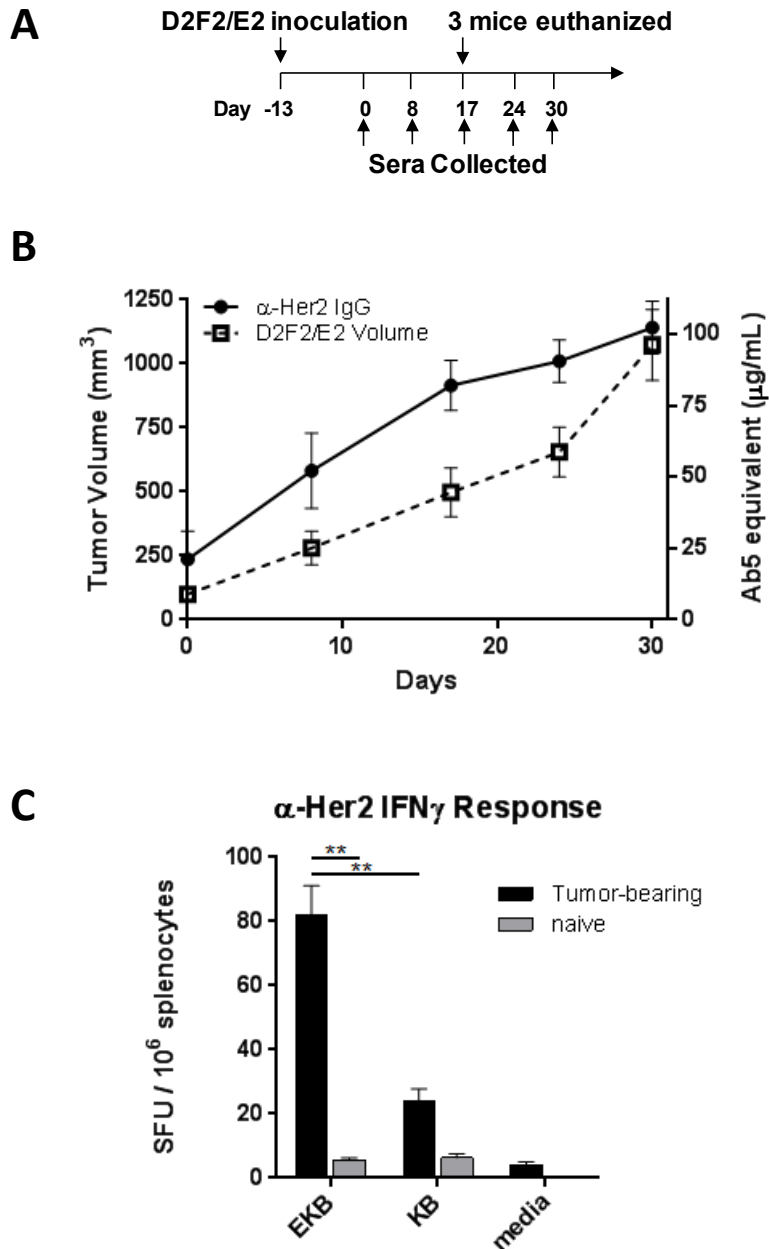 A
D2F2/E2 inoculation 3 mice euthanized
Day -13 0 8 17 24 30
Sera Collected
B
α-Her2 IgG
D2F2/E2 Volume
Tumor Volume (mm³)
1250
1000
750
500
250
0
Ab5 equivalent (μg/mL)
100
75
50
25
0
0 10 20 30
Days
C
α-Her2 IFNγ Response
SFU / 10⁶ splenocytes
100
80
60
40
20
0
**
**
Tumor-bearing
naive
EKB KB media